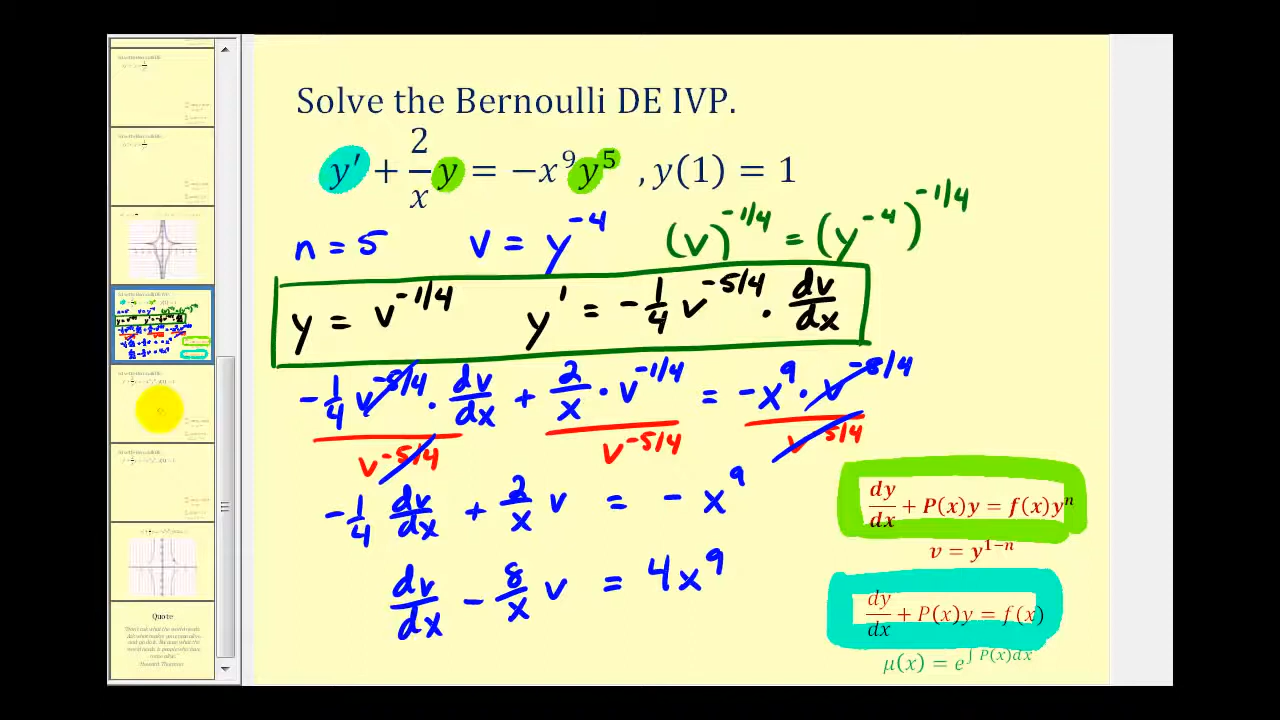 Solve the Bernoulli DE IVP.
y′ + 2/x y = −x⁹y⁵ , y(1) = 1
n = 5 v = y⁻⁴ (v)^(-1/4) = (y⁻⁴)^(-1/4)
y = v^(-1/4) y' = -1/4 v^(-5/4) · dv/dx
-1/4 v^(-5/4) · dv/dx + 2/x · v^(-1/4) = -x⁹ · v^(-5/4)
v^(-5/4) v^(-5/4) v^(-5/4)
-1/4 dv/dx + 2/x v = - x⁹
dv/dx - 8/x v = 4x⁹
dy/dx + P(x)y = f(x)yⁿ
v = y^(1−n)
dy/dx + P(x)y = f(x)
μ(x) = e^(∫ P(x)dx)
Quote